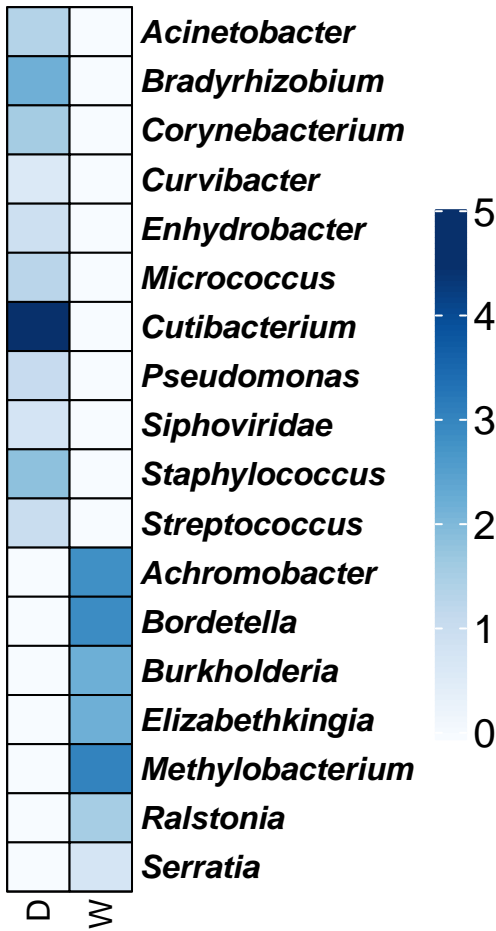 Acinetobacter
Bradyrhizobium
Corynebacterium
Curvibacter
Enhydrobacter
Micrococcus
Cutibacterium
Pseudomonas
Siphoviridae
Staphylococcus
Streptococcus
Achromobacter
Bordetella
Burkholderia
Elizabethkingia
Methylobacterium
Ralstonia
Serratia
D W
5
4
3
2
1
0